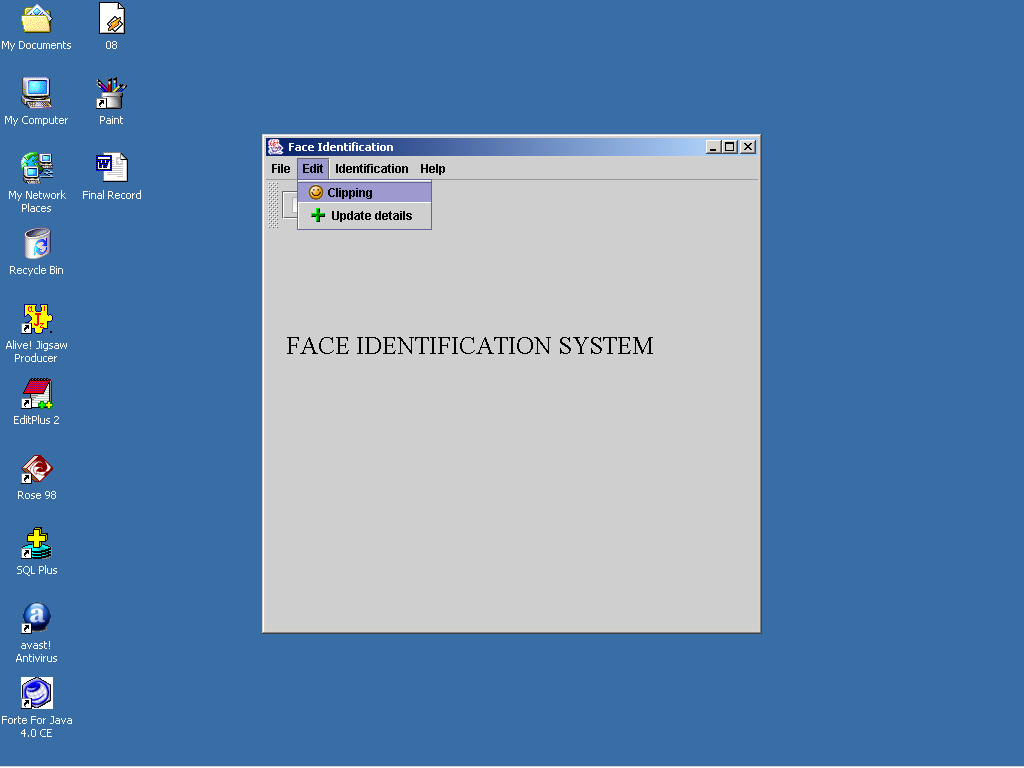 My Documents
08
My Computer
Paint
My Network
Places
Final Record
Recycle Bin
Alive! Jigsaw
Producer
EditPlus 2
Rose 98
SQL Plus
avast!
Antivirus
Forte For Java
4.0 CE
Face Identification
File Edit Identification Help
Clipping
Update details
FACE IDENTIFICATION SYSTEM